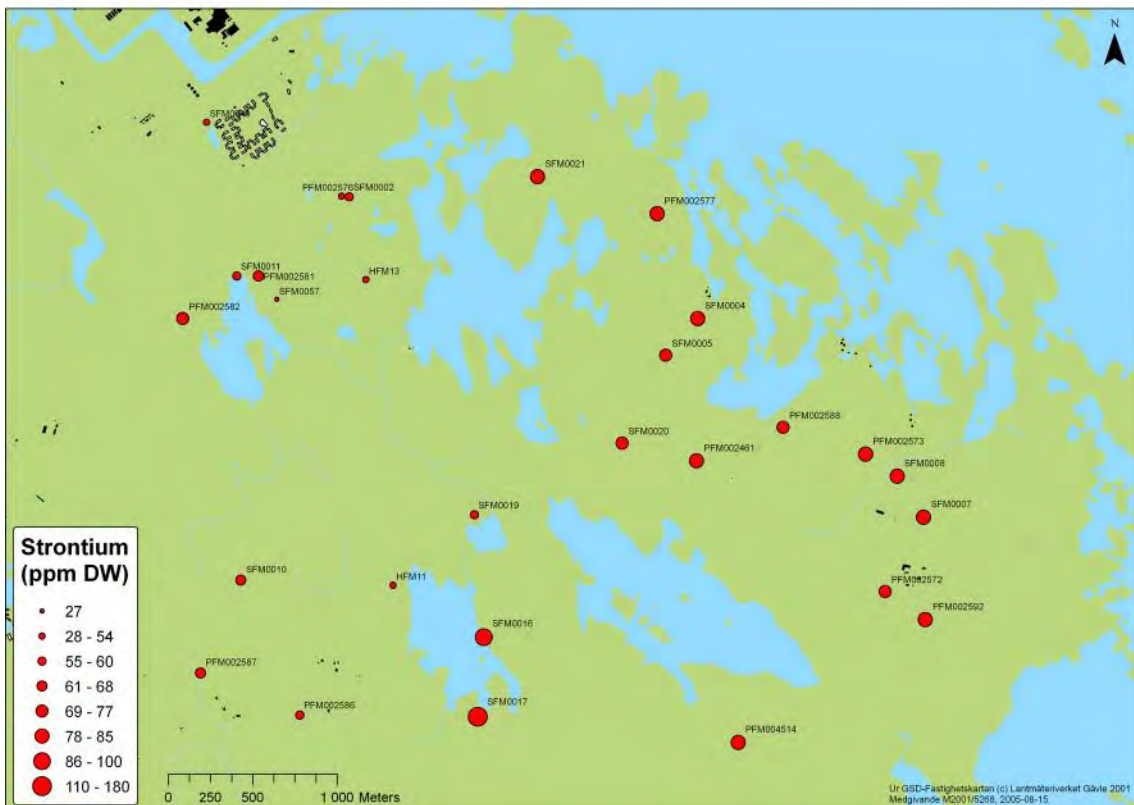 N
SFM0021
PFM002576
SFM0002
PFM002577
SFM0011
PFM002581
HFM13
SFM0057
PFM002582
SFM0004
SFM0005
PFM002588
SFM0020
PFM002461
PFM002573
SFM0008
SFM0019
SFM0007
SFM0010
HFM11
PFM002572
PFM002592
SFM0016
PFM002587
SFM0017
PFM002586
PFM004514
Strontium
(ppm DW)
27
28 - 54
55 - 60
61 - 68
69 - 77
78 - 85
86 - 100
110 - 180
0 250 500 1 000 Meters
Ur GSD-Fastighetskartan (c) Lantmäteriverket Gävle 2001
Medgivande M2001/5268, 2005-08-15